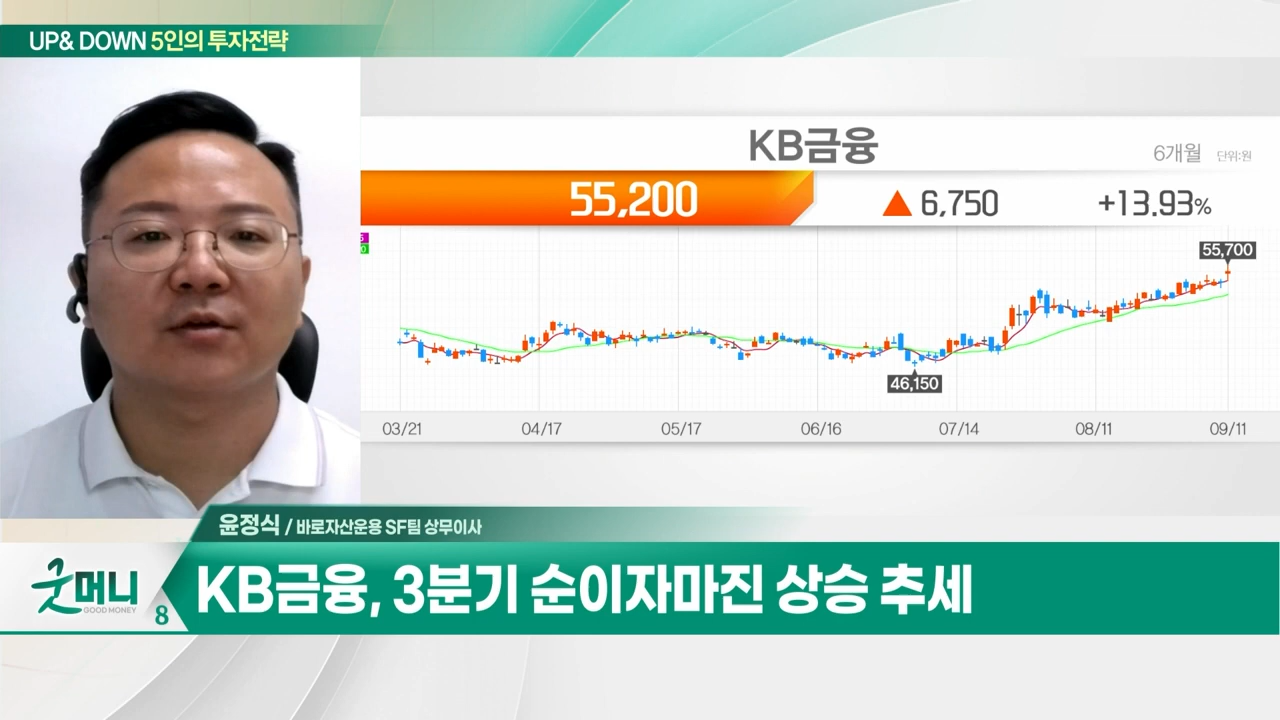 UP& DOWN 5인의 투자전략
KB금융
6개월 단위:원
55,200 ▲ 6,750 +13.93%
55,700
46,150
03/21 04/17 05/17 06/16 07/14 08/11 09/11
윤정식 / 바로자산운용 SF팀 상무이사
굿머니
GOOD MONEY
8
KB금융, 3분기 순이자마진 상승 추세